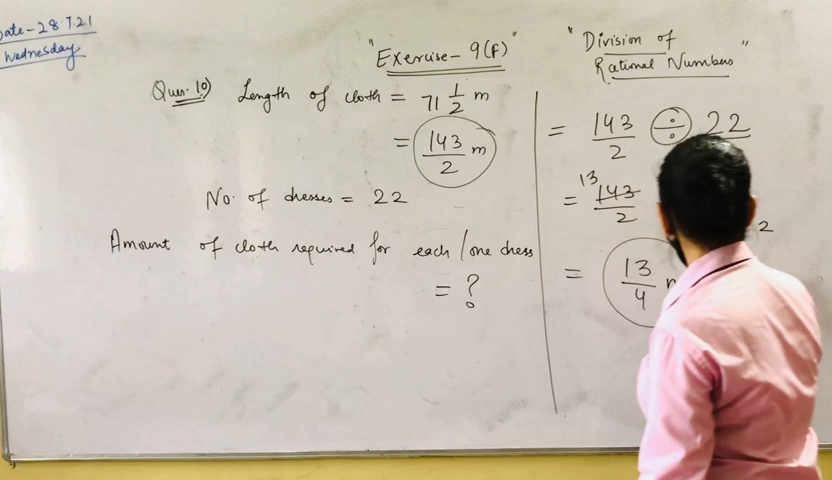 Date - 28.7.21
Wednesday
"Exercise - 9(F)"
Ques. 10) Length of cloth = 71 1/2 m
= 143/2 m
No. of dresses = 22
Amount of cloth required for each / one dress
= ?
"Division of
Rational Numbers"
= 143/2 ÷ 22
= 13 143/2
2
= 13/4 m